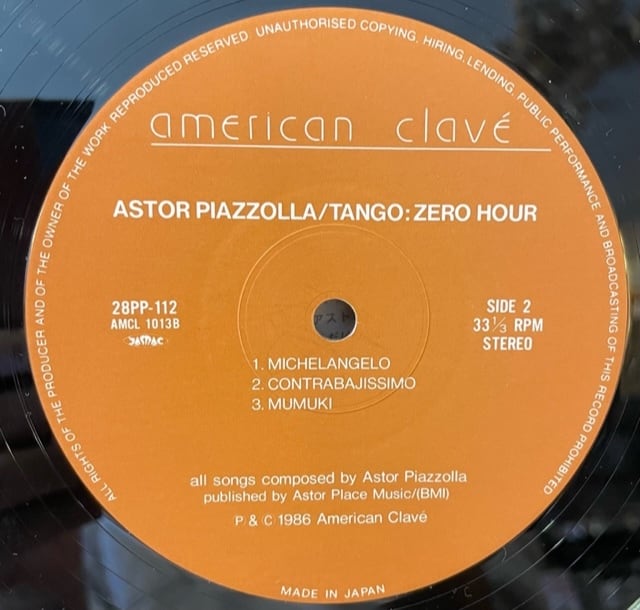 ALL RIGHTS OF THE PRODUCER AND OF THE OWNER OF THE WORK REPRODUCED RESERVED UNAUTHORISED COPYING, HIRING, LENDING, PUBLIC PERFORMANCE AND BROADCASTING OF THIS RECORD PROHIBITED
american clavé
ASTOR PIAZZOLLA/TANGO: ZERO HOUR
28PP-112
AMCL 1013B
JASRAC
SIDE 2
33⅓ RPM
STEREO
アスト
1. MICHELANGELO
2. CONTRABAJISSIMO
3. MUMUKI
all songs composed by Astor Piazzolla
published by Astor Place Music/(BMI)
P & C 1986 American Clavé
MADE IN JAPAN